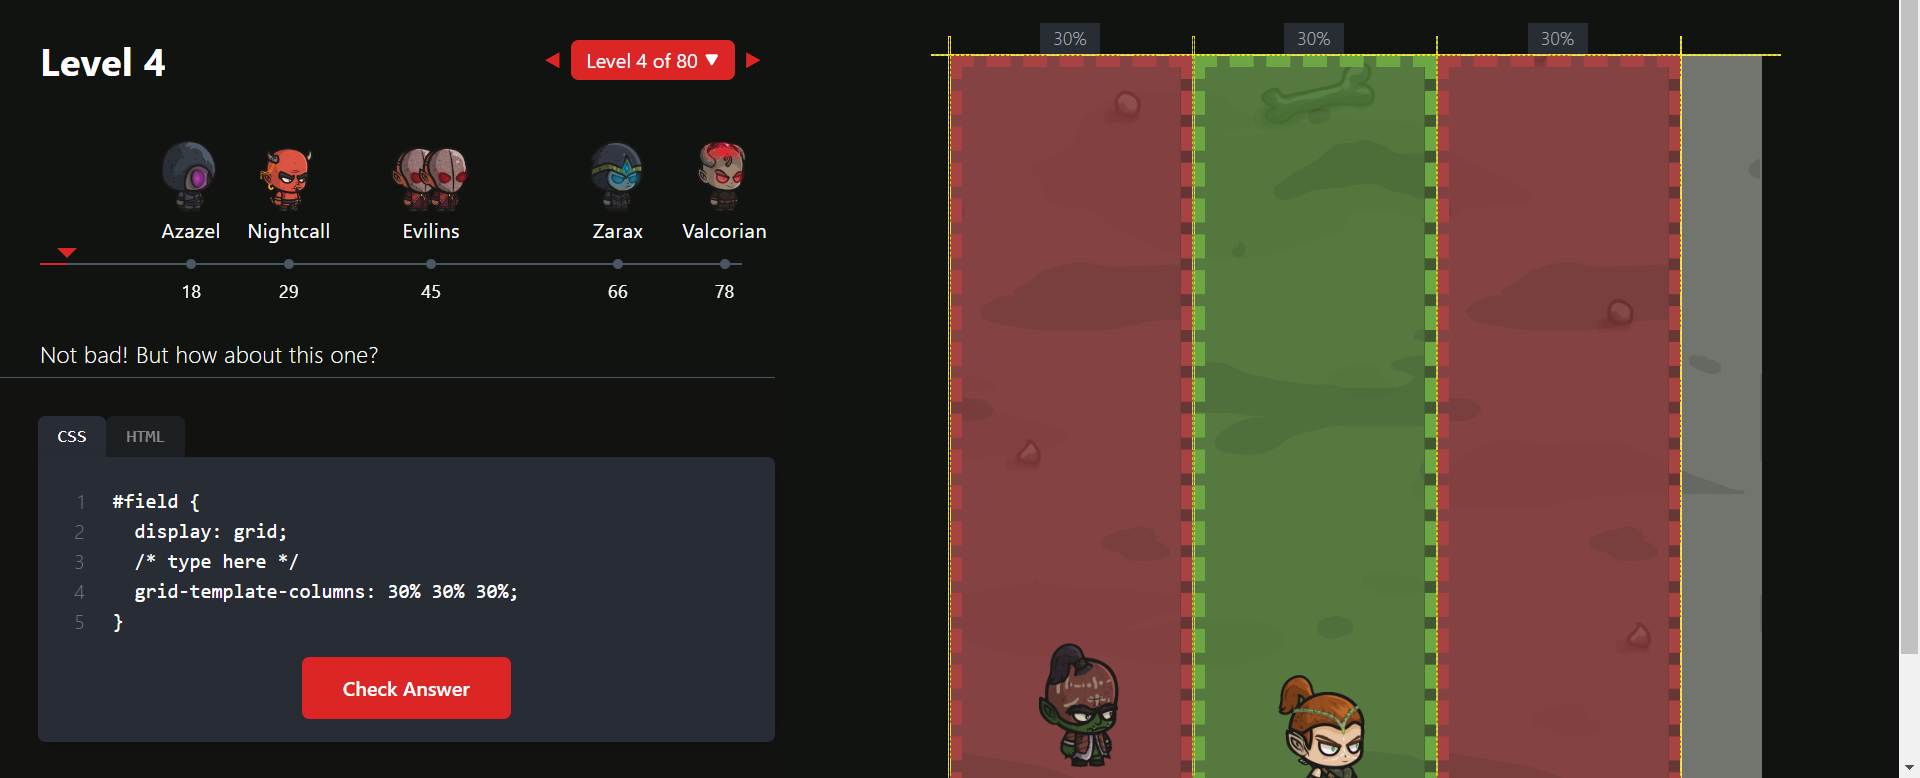 Level 4
Level 4 of 80 ▼
Azazel
Nightcall
Evilins
Zarax
Valcorian
18
29
45
66
78
Not bad! But how about this one?
CSS
HTML
1 #field {
2 display: grid;
3 /* type here */
4 grid-template-columns: 30% 30% 30%;
5 }
Check Answer
30%
30%
30%